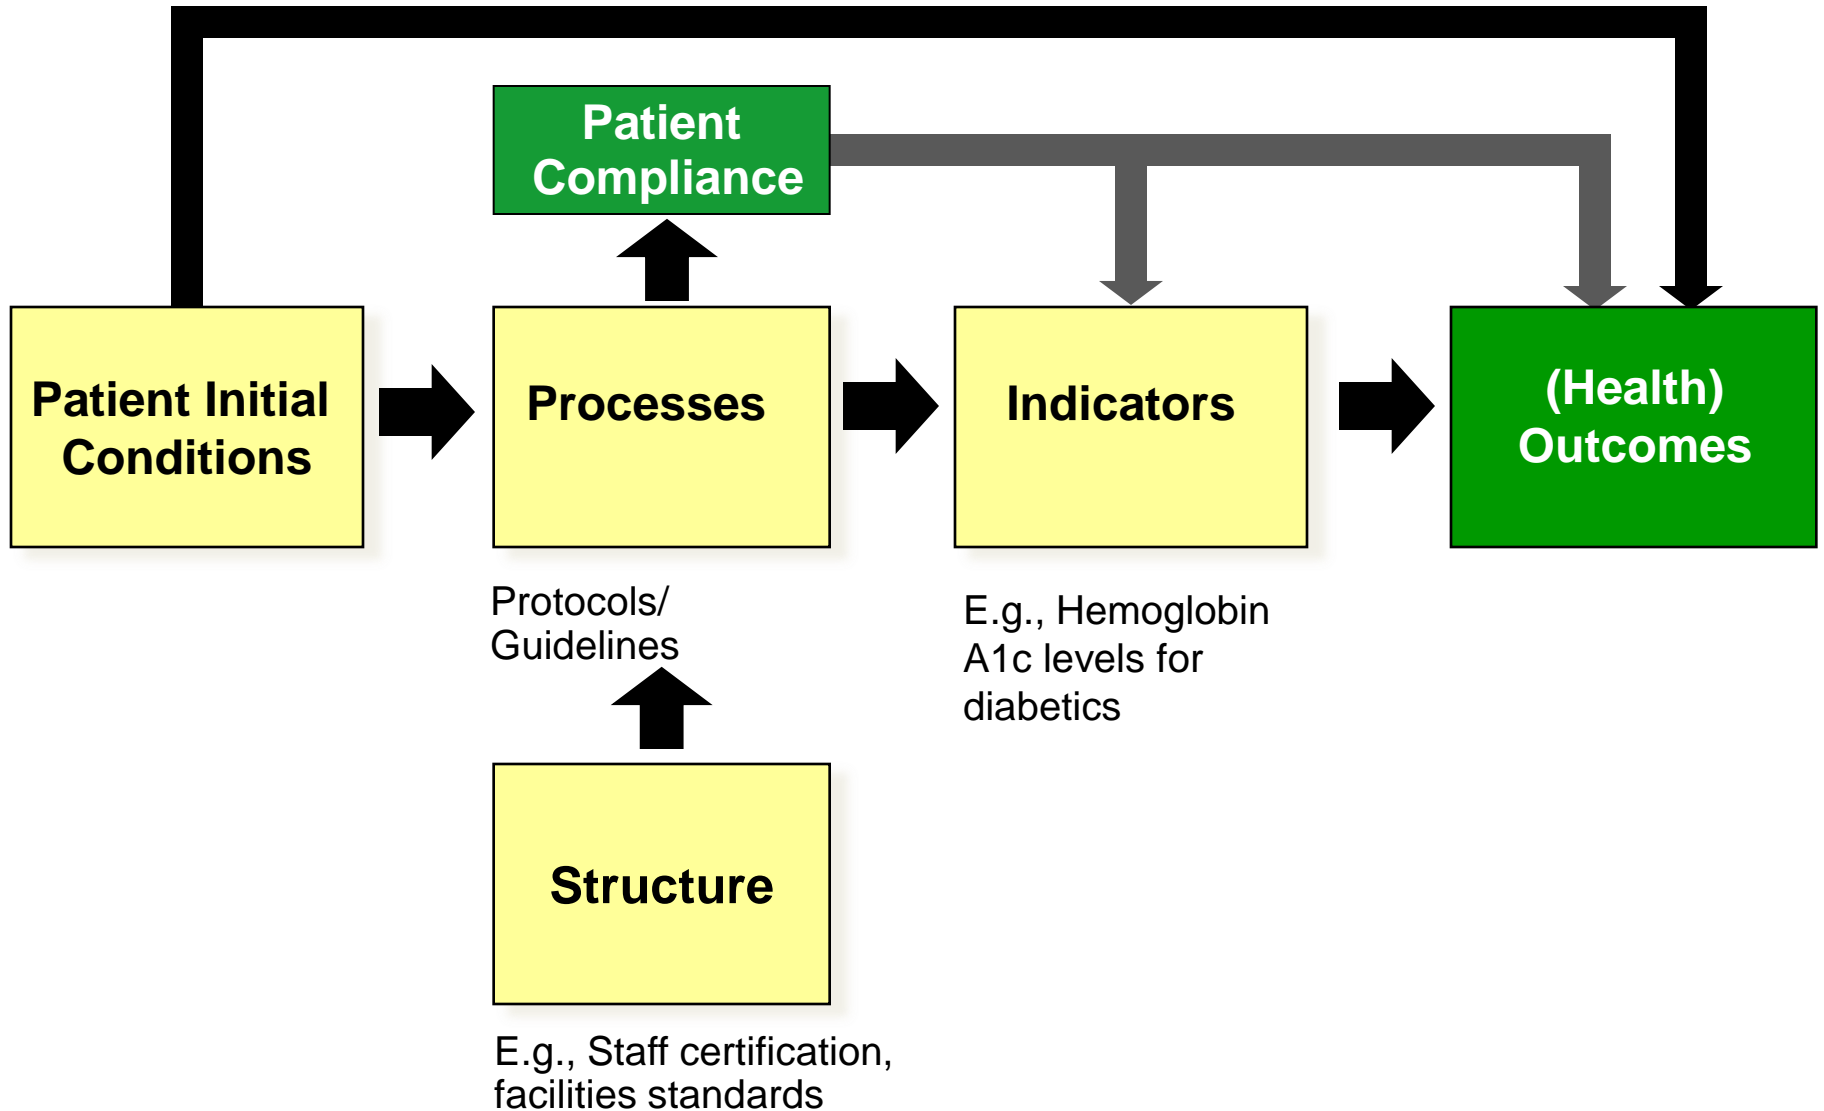 Patient
Compliance
Patient Initial
Conditions
Processes
Indicators
(Health)
Outcomes
Protocols/
Guidelines
E.g., Hemoglobin
A1c levels for
diabetics
Structure
E.g., Staff certification,
facilities standards